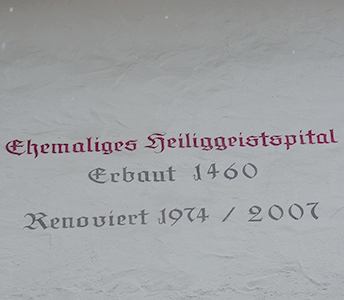 Ehemaliges Heiliggeistspital
Erbaut 1460
Renoviert 1974 / 2007